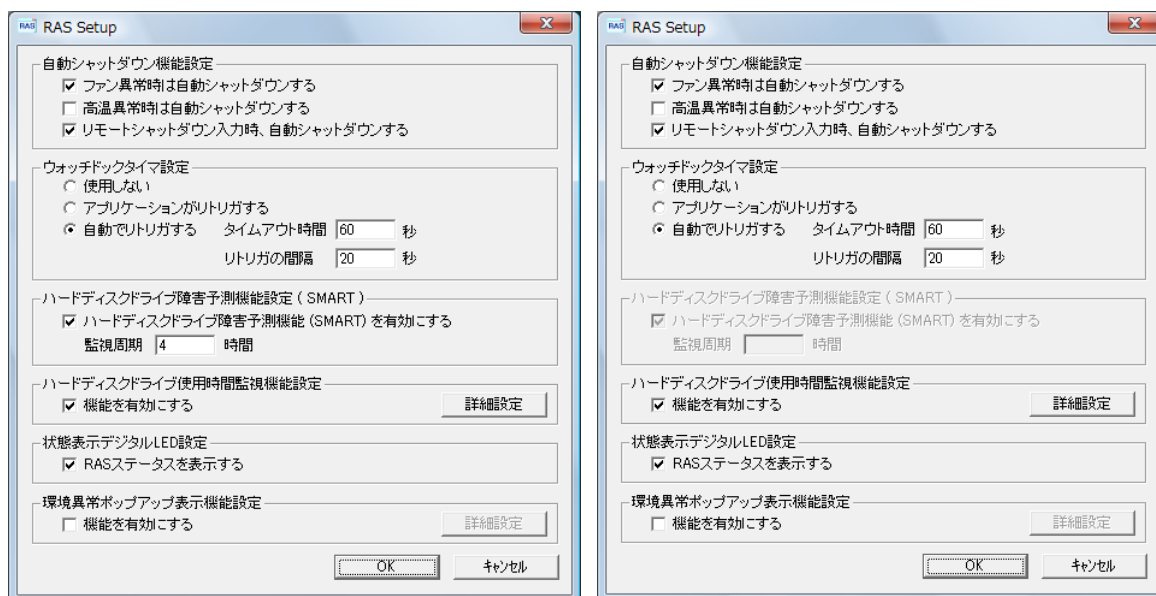 RAS RAS Setup
自動シャットダウン機能設定
ファン異常時は自動シャットダウンする
高温異常時は自動シャットダウンする
リモートシャットダウン入力時、自動シャットダウンする
ウォッチドックタイマ設定
使用しない
アプリケーションがリトリガする
自動でリトリガする タイムアウト時間 60 秒
リトリガの間隔 20 秒
ハードディスクドライブ障害予測機能設定 ( SMART )
ハードディスクドライブ障害予測機能 (SMART) を有効にする
監視周期 4 時間
ハードディスクドライブ使用時間監視機能設定
機能を有効にする 詳細設定
状態表示デジタルLED設定
RASステータスを表示する
環境異常ポップアップ表示機能設定
機能を有効にする 詳細設定
OK キャンセル
RAS RAS Setup
自動シャットダウン機能設定
ファン異常時は自動シャットダウンする
高温異常時は自動シャットダウンする
リモートシャットダウン入力時、自動シャットダウンする
ウォッチドックタイマ設定
使用しない
アプリケーションがリトリガする
自動でリトリガする タイムアウト時間 60 秒
リトリガの間隔 20 秒
ハードディスクドライブ障害予測機能設定 ( SMART )
ハードディスクドライブ障害予測機能 (SMART) を有効にする
監視周期 時間
ハードディスクドライブ使用時間監視機能設定
機能を有効にする 詳細設定
状態表示デジタルLED設定
RASステータスを表示する
環境異常ポップアップ表示機能設定
機能を有効にする 詳細設定
OK キャンセル